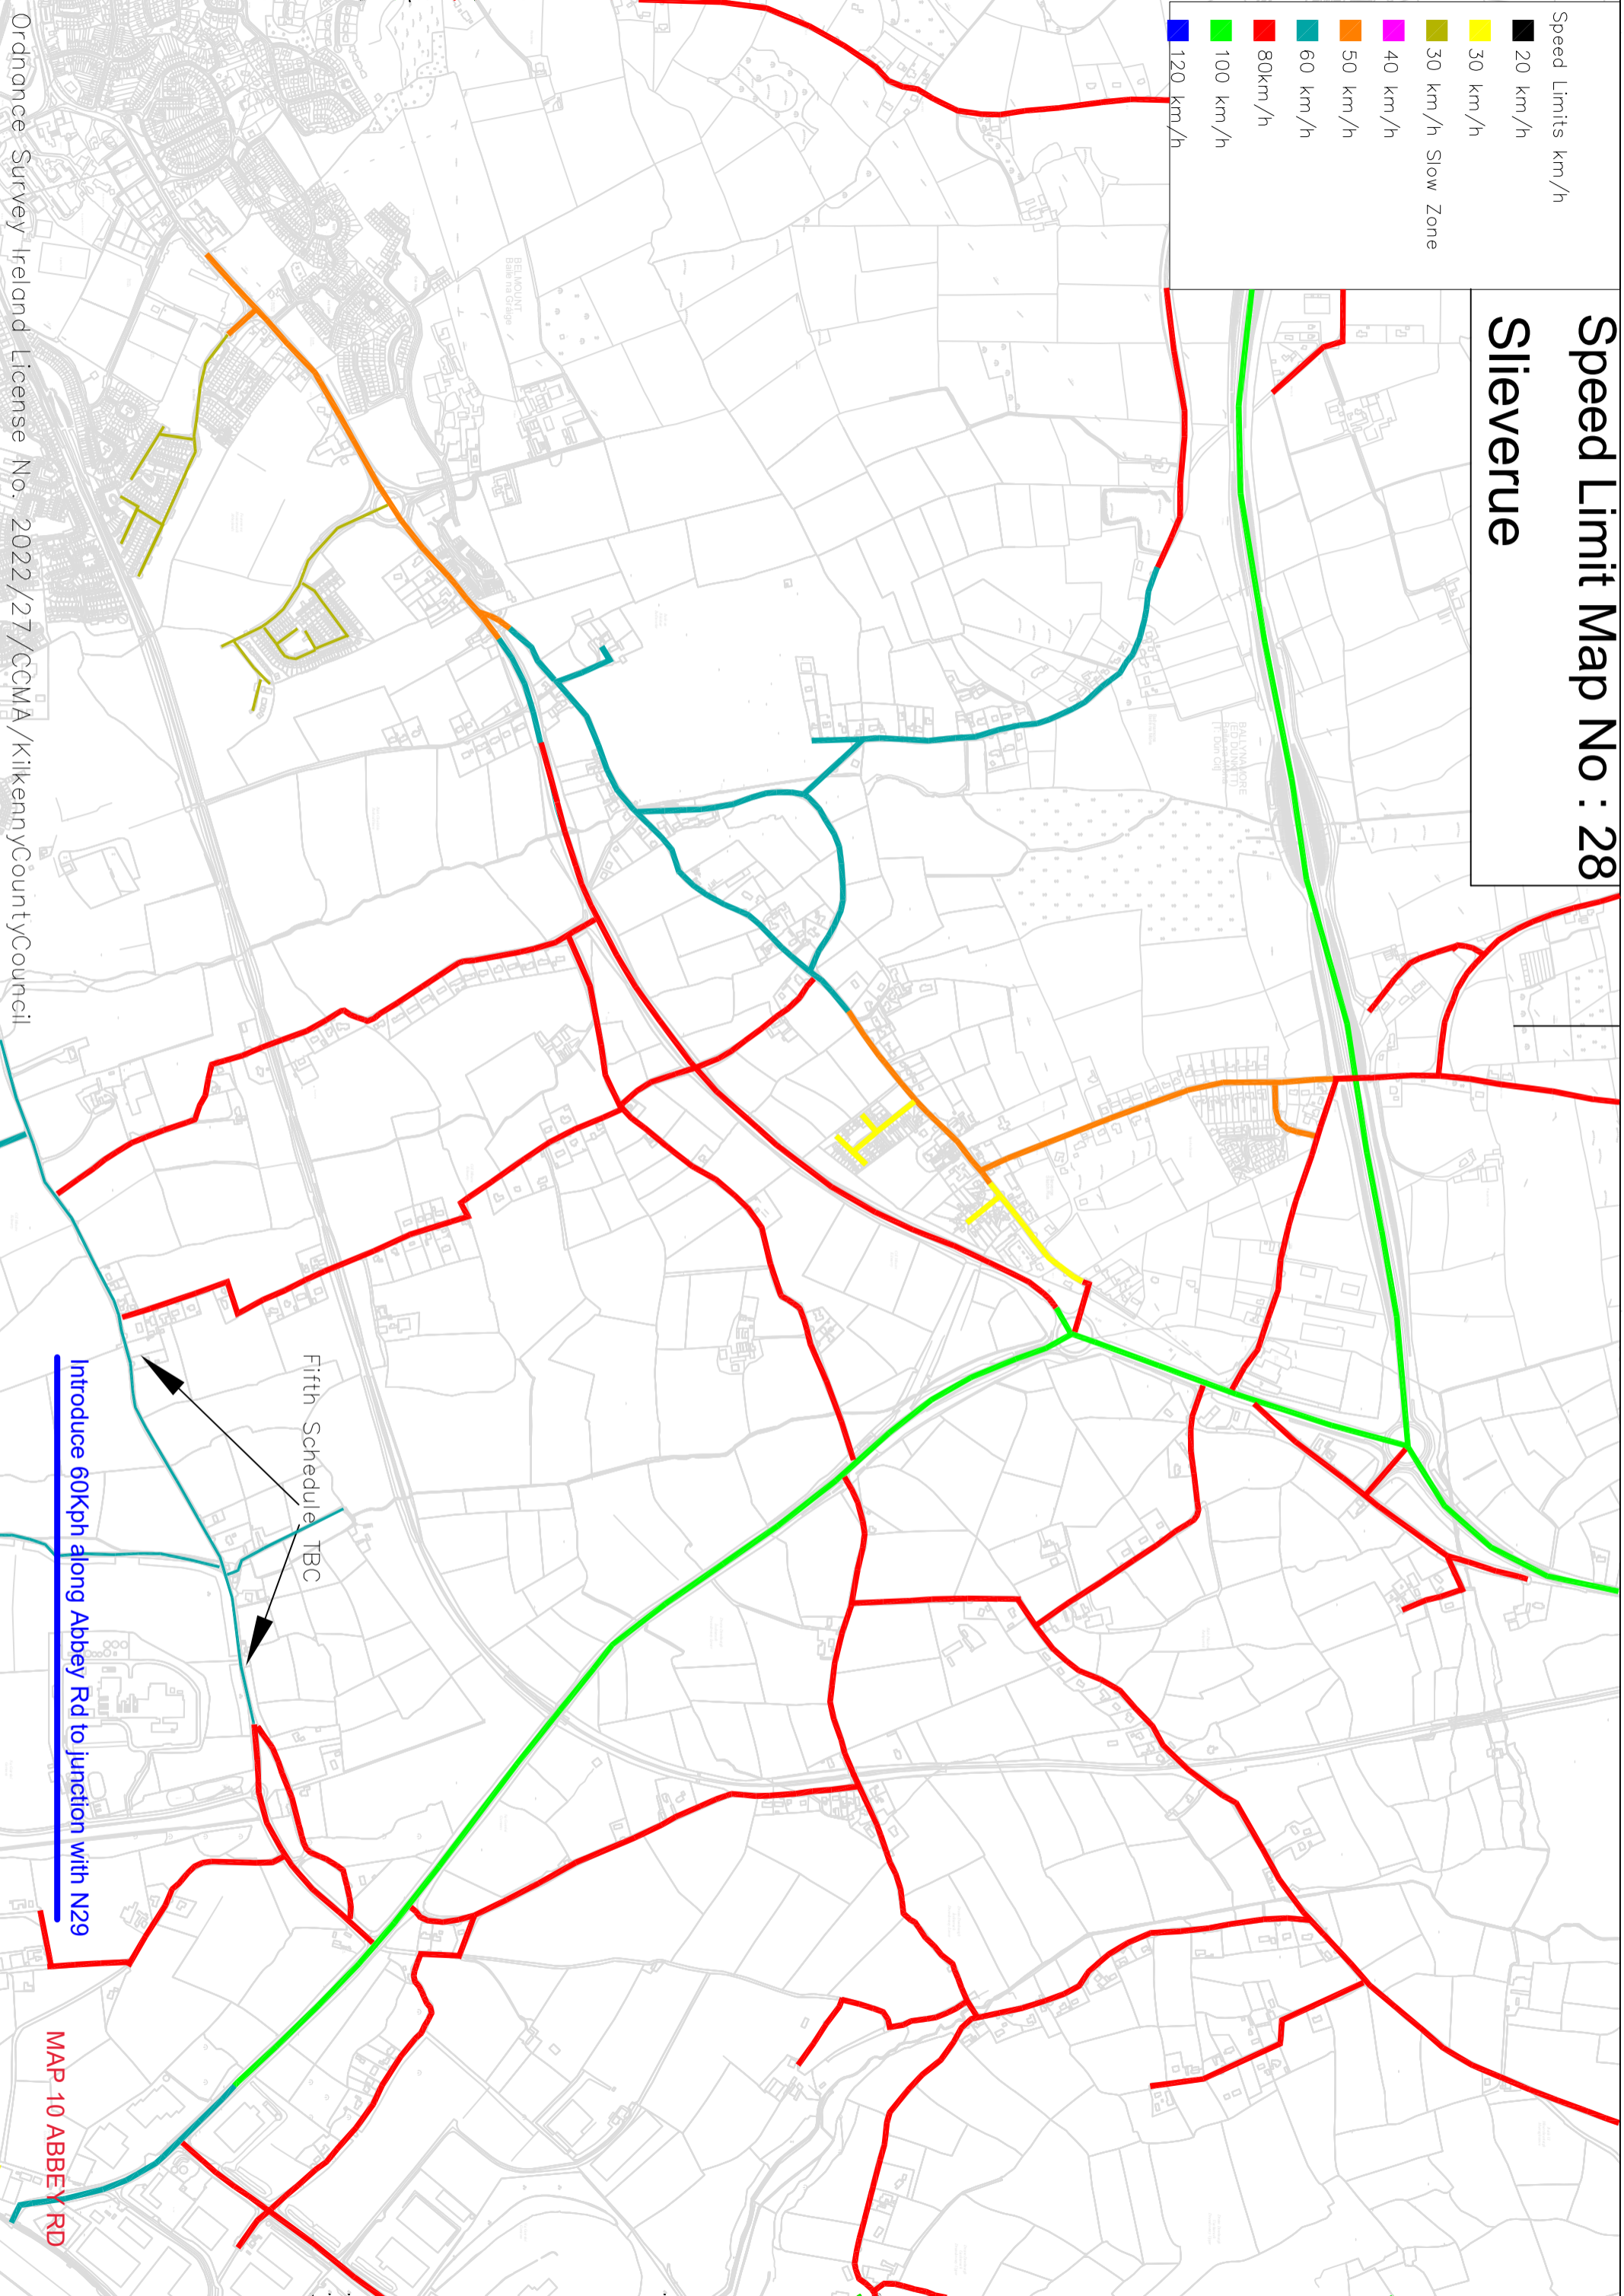 Speed Limit Map No : 28
Slieverue
Speed Limits km/h
20 km/h
30 km/h
30 km/h Slow Zone
40 km/h
50 km/h
60 km/h
80km/h
100 km/h
120 km/h
BELMOUNT
Fifth Schedule TBC
Introduce 60Kph along Abbey Rd to junction with N29
MAP 10 ABBEY RD
Ordnance Survey Ireland License No. 2022/27/CCMA/KilkennyCountyCouncil